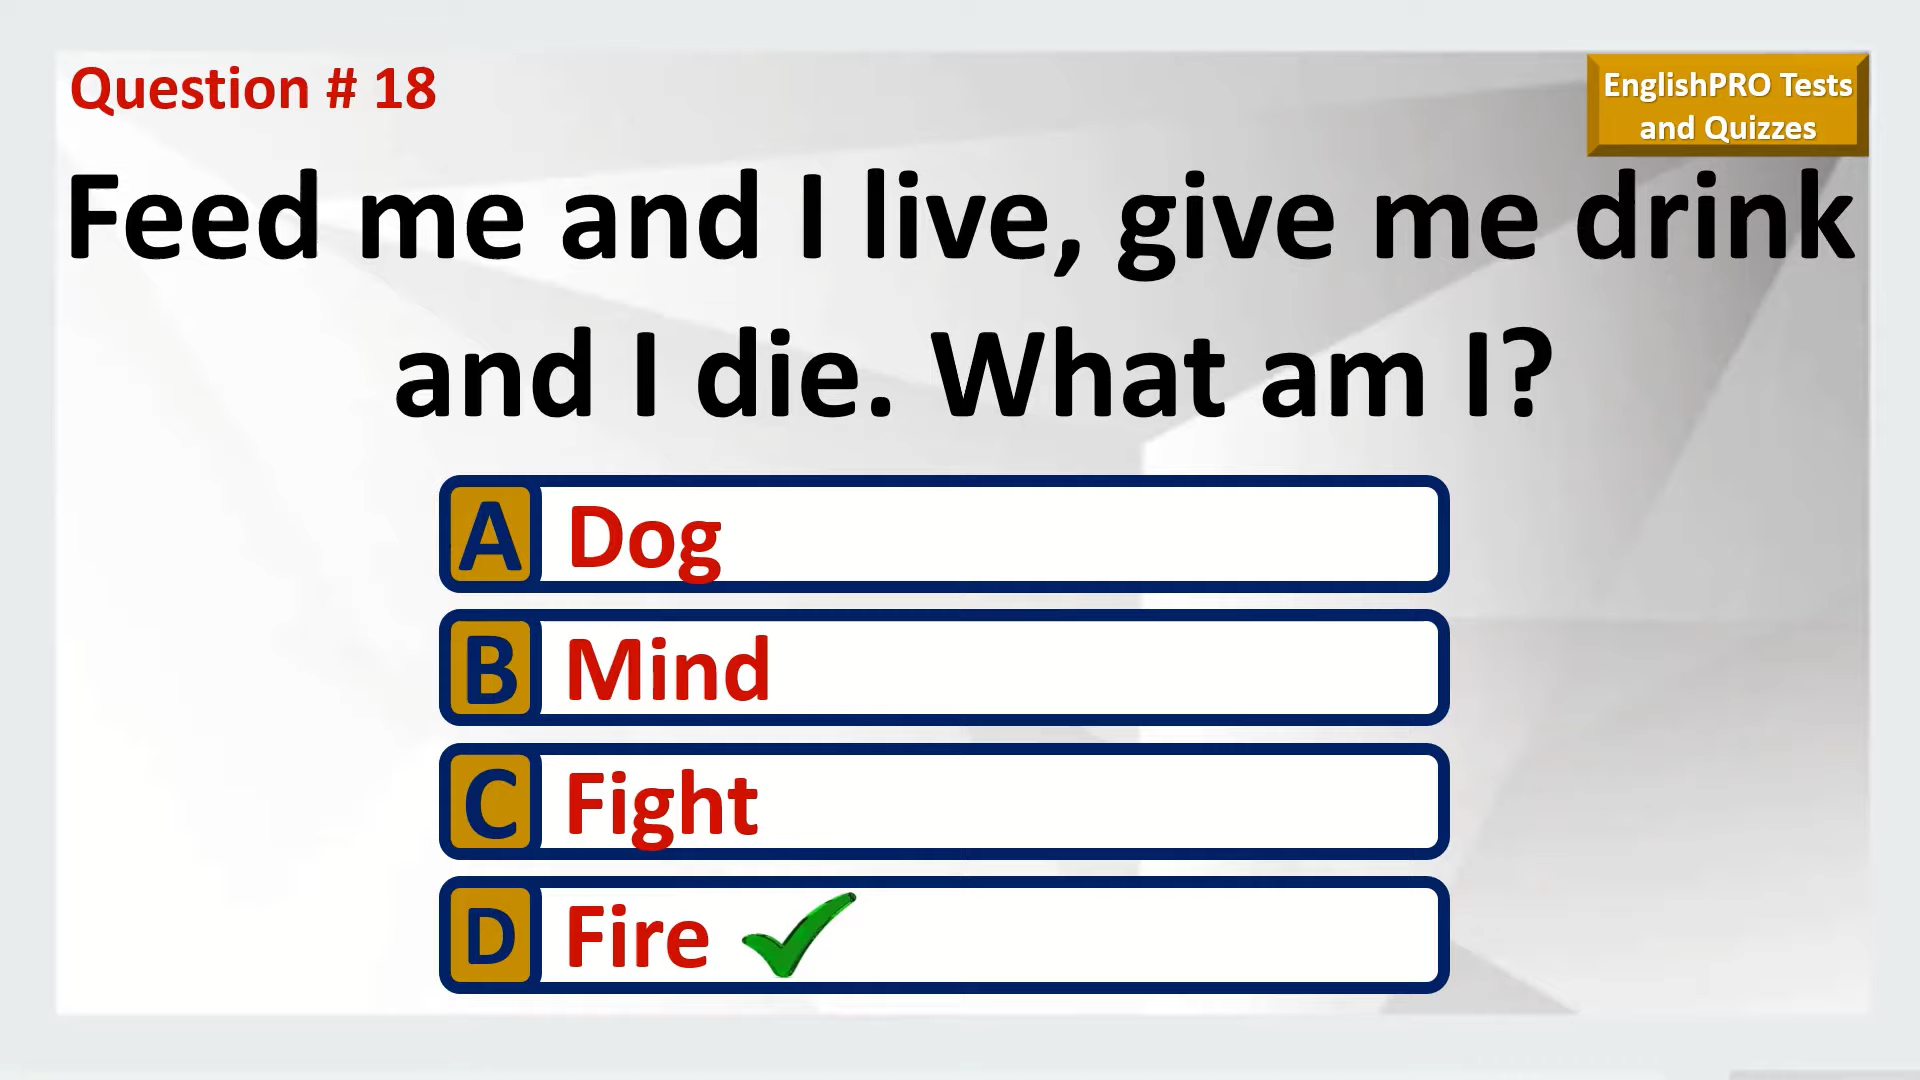 Question # 18
EnglishPRO Tests
and Quizzes
Feed me and I live, give me drink
and I die. What am I?
A Dog
B Mind
C Fight
D Fire